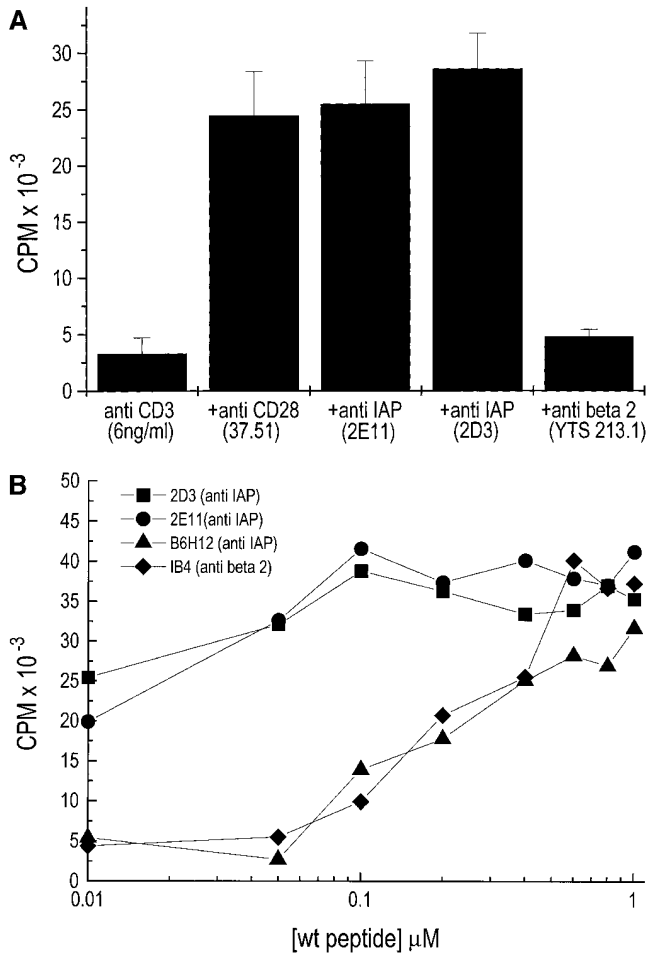 A
CPM x 10⁻³
30
25
20
15
10
5
0
anti CD3 +anti CD28 +anti IAP +anti IAP +anti beta 2
(6ng/ml) (37.51) (2E11) (2D3) (YTS 213.1)
B
CPM x 10⁻³
50
45
40
35
30
25
20
15
10
5
0
2D3 (anti IAP)
2E11(anti IAP)
B6H12 (anti IAP)
IB4 (anti beta 2)
0.01 0.1 1
[wt peptide] μM